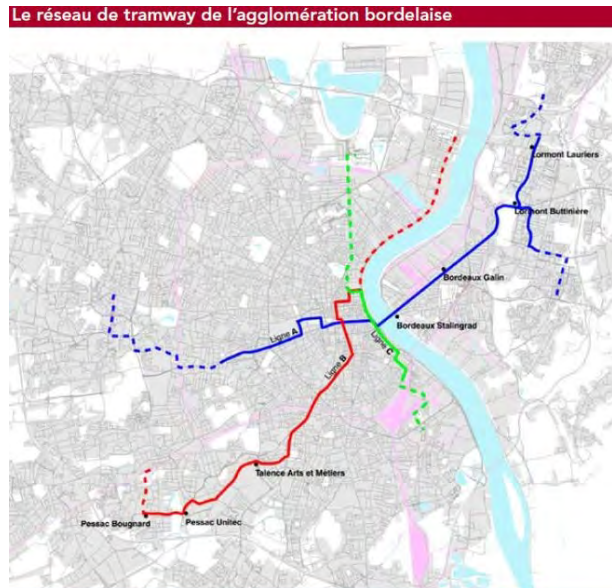 Le réseau de tramway de l'agglomération bordelaise
Lormont Lauriers
Lormont Buttinière
Bordeaux Galin
Bordeaux Stalingrad
Ligne A
Ligne B
Ligne C
Talence Arts et Métiers
Pessac Bougnard
Pessac Unitec